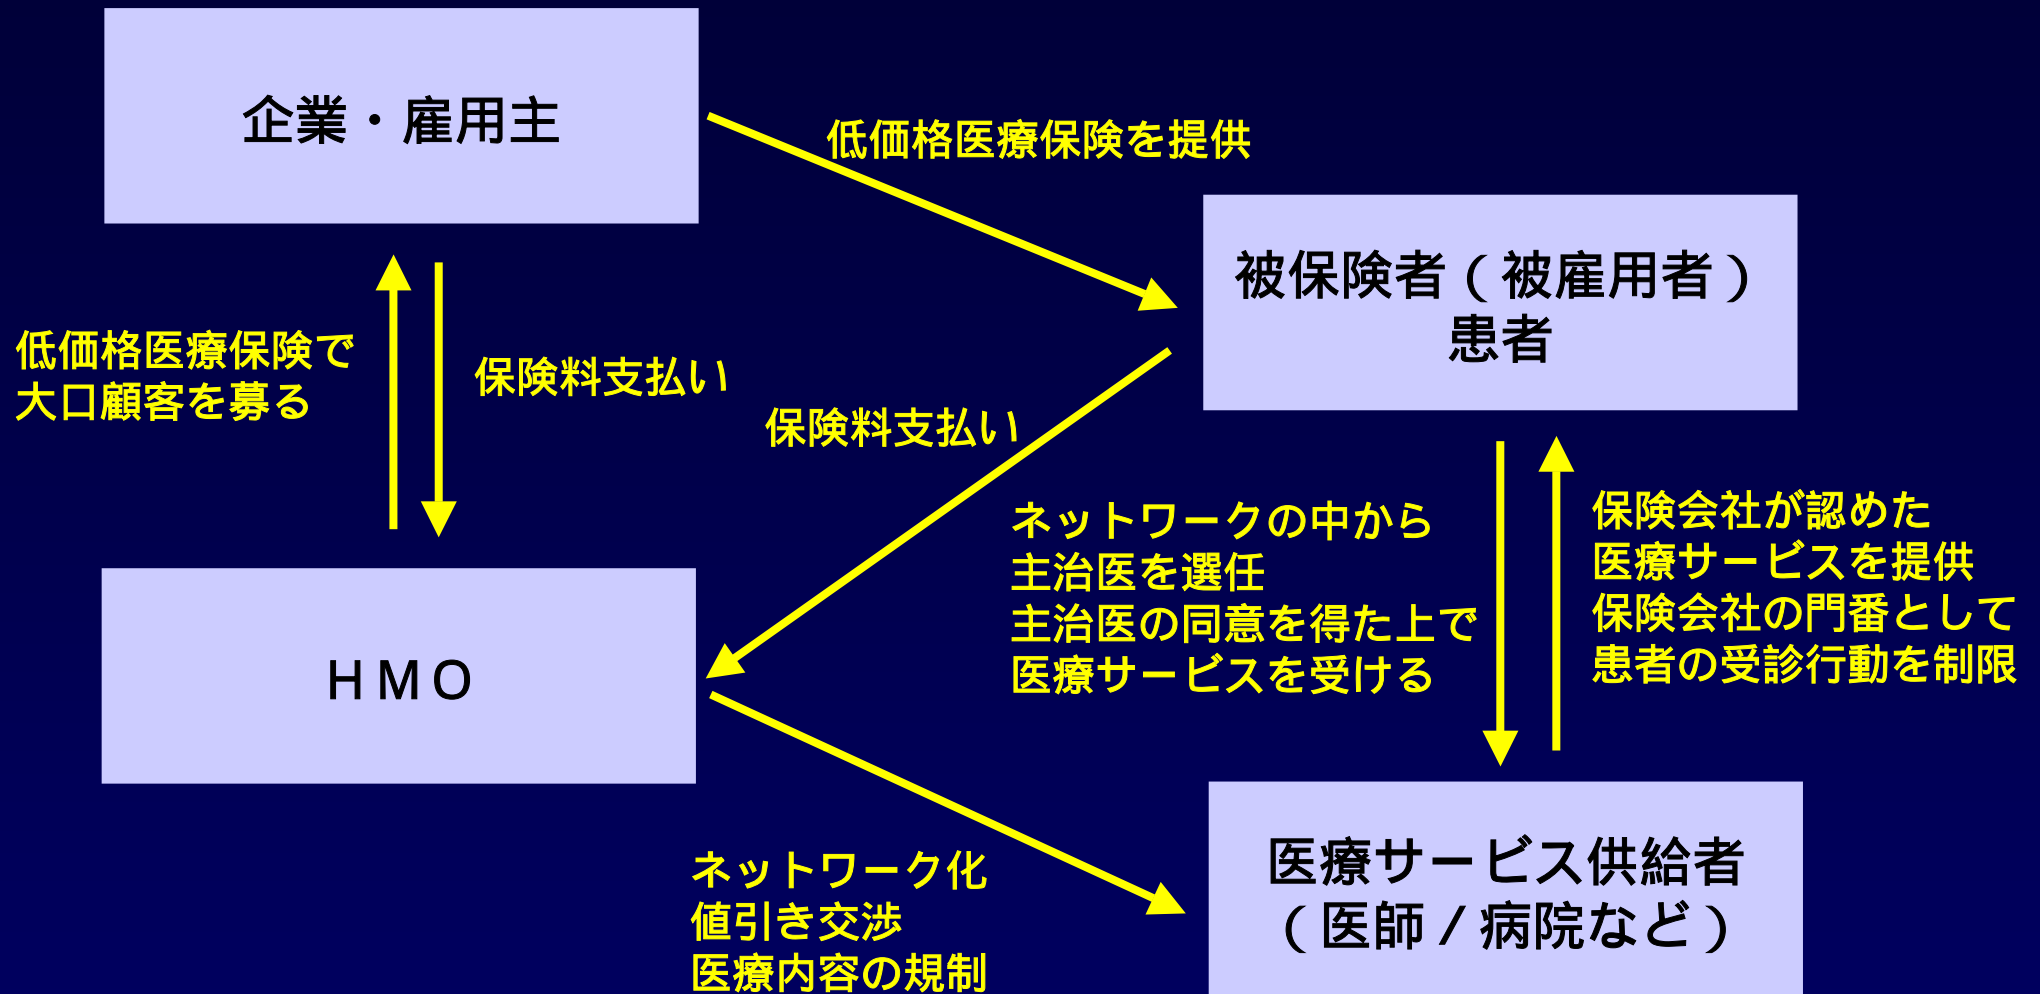 企業・雇用主
低価格医療保険を提供
被保険者（被雇用者）
患者
低価格医療保険で
大口顧客を募る
保険料支払い
保険料支払い
ネットワークの中から
主治医を選任
主治医の同意を得た上で
医療サービスを受ける
保険会社が認めた
医療サービスを提供
保険会社の門番として
患者の受診行動を制限
ＨＭＯ
ネットワーク化
値引き交渉
医療内容の規制
医療サービス供給者
（医師／病院など）